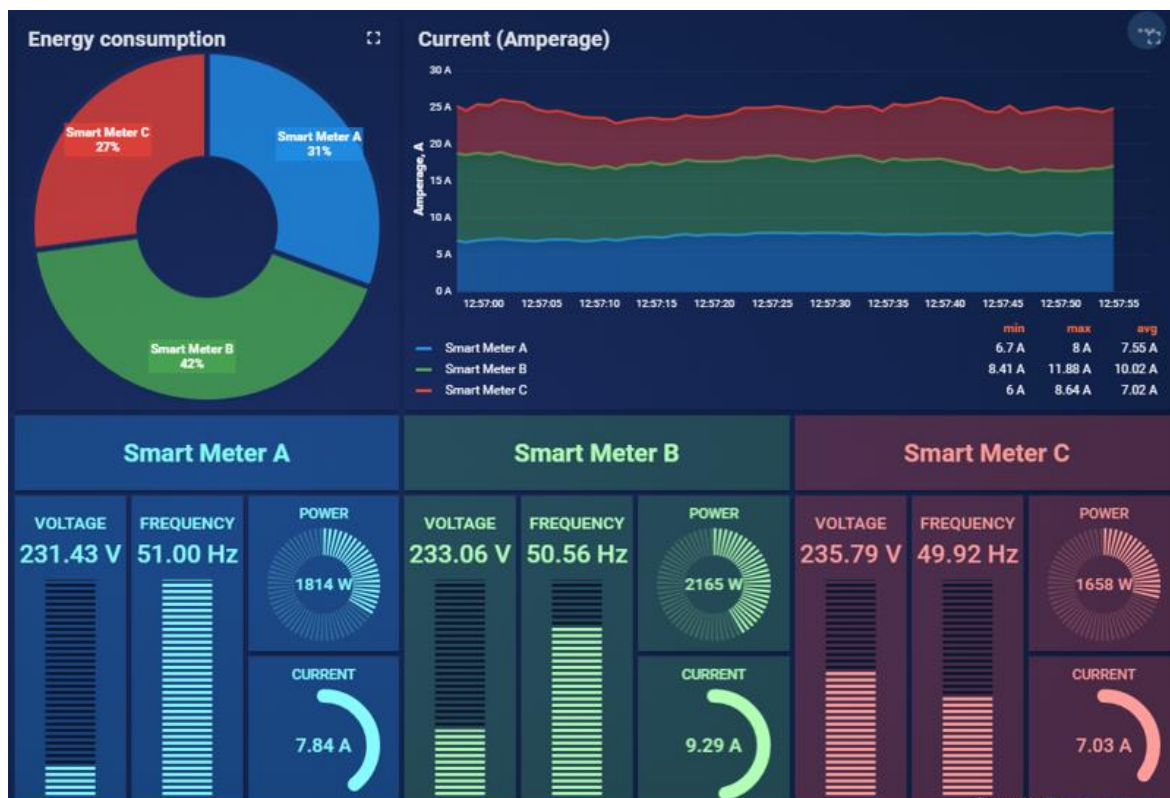 Energy consumption
Smart Meter C
27%
Smart Meter A
31%
Smart Meter B
42%
Current (Amperage)
Amperage, A
30 A
25 A
20 A
15 A
10 A
5 A
0 A
12:57:00 12:57:05 12:57:10 12:57:15 12:57:20 12:57:25 12:57:30 12:57:35 12:57:40 12:57:45 12:57:50 12:57:55
min max avg
Smart Meter A 6.7 A 8 A 7.55 A
Smart Meter B 8.41 A 11.88 A 10.02 A
Smart Meter C 6 A 8.64 A 7.02 A
Smart Meter A
VOLTAGE
231.43 V
FREQUENCY
51.00 Hz
POWER
1814 W
CURRENT
7.84 A
Smart Meter B
VOLTAGE
233.06 V
FREQUENCY
50.56 Hz
POWER
2165 W
CURRENT
9.29 A
Smart Meter C
VOLTAGE
235.79 V
FREQUENCY
49.92 Hz
POWER
1658 W
CURRENT
7.03 A